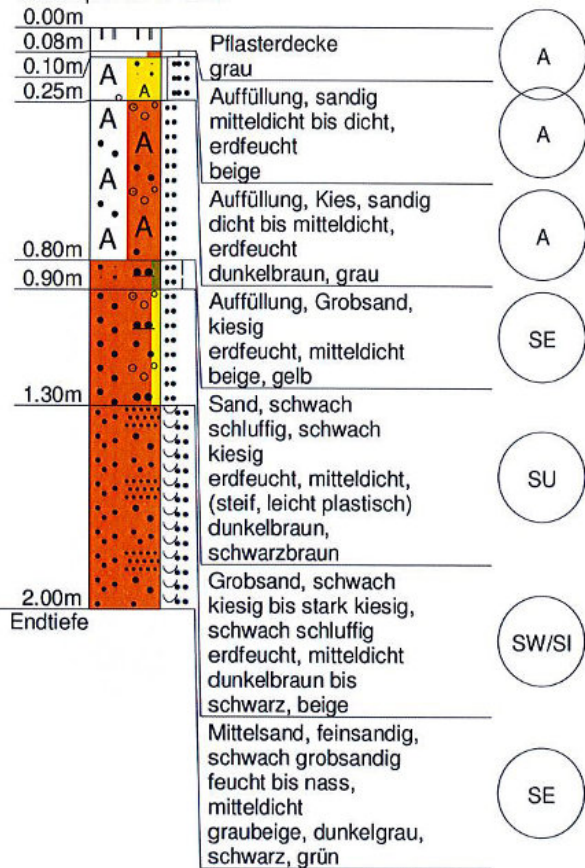 0.00m
0.08m
0.10m
0.25m
0.80m
0.90m
1.30m
2.00m
Endtiefe
A
A
A
A
A
A
Pflasterdecke
grau
A
Auffüllung, sandig
mitteldicht bis dicht,
erdfeucht
beige
A
Auffüllung, Kies, sandig
dicht bis mitteldicht,
erdfeucht
dunkelbraun, grau
A
Auffüllung, Grobsand,
kiesig
erdfeucht, mitteldicht
beige, gelb
SE
Sand, schwach
schluffig, schwach
kiesig
erdfeucht, mitteldicht,
(steif, leicht plastisch)
dunkelbraun,
schwarzbraun
SU
Grobsand, schwach
kiesig bis stark kiesig,
schwach schluffig
erdfeucht, mitteldicht
dunkelbraun bis
schwarz, beige
SW/SI
Mittelsand, feinsandig,
schwach grobsandig
feucht bis nass,
mitteldicht
graubeige, dunkelgrau,
schwarz, grün
SE